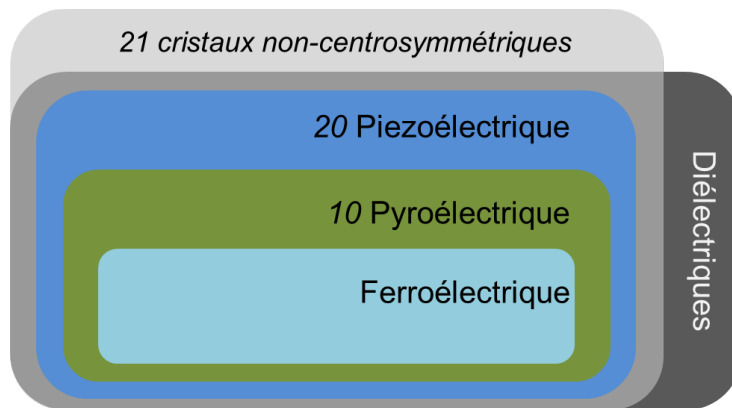 21 cristaux non-centrosymmétriques
20 Piezoélectrique
10 Pyroélectrique
Ferroélectrique
Diélectriques